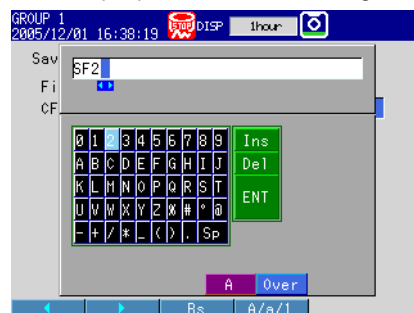 GROUP 1
2005/12/01 16:38:19 DISP 1hour
Sav
SF2
Fi
CF
0 1 2 3 4 5 6 7 8 9 Ins
A B C D E F G H I J Del
K L M N O P Q R S T
ENT
U V W X Y Z % # ° @
- + / * _ ( ) . Sp
A Over
Bs A/a/1